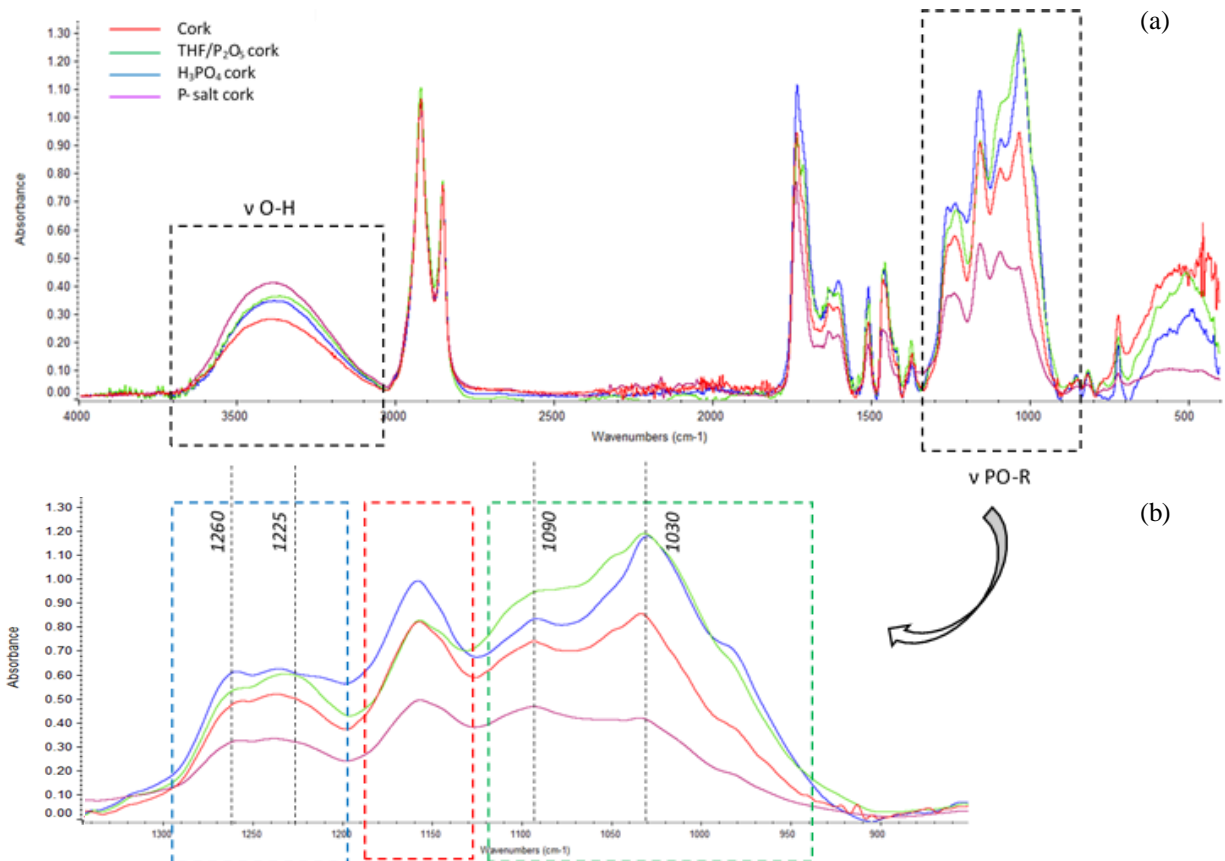 (a)
Cork
THF/P₂O₅ cork
H₃PO₄ cork
P-salt cork
1.30
1.20
1.10
1.00
0.90
0.80
0.70
0.60
0.50
0.40
0.30
0.20
0.10
0.00
Absorbance
ν O-H
4000 3500 3000 2500 2000 1500 1000 500
Wavenumbers (cm-1)
ν PO-R
(b)
1.30
1.20
1.10
1.00
0.90
0.80
0.70
0.60
0.50
0.40
0.30
0.20
0.10
0.00
Absorbance
1260 1225 1090 1030
1300 1250 1200 1150 1100 1050 1000 950 900
Wavenumbers (cm-1)